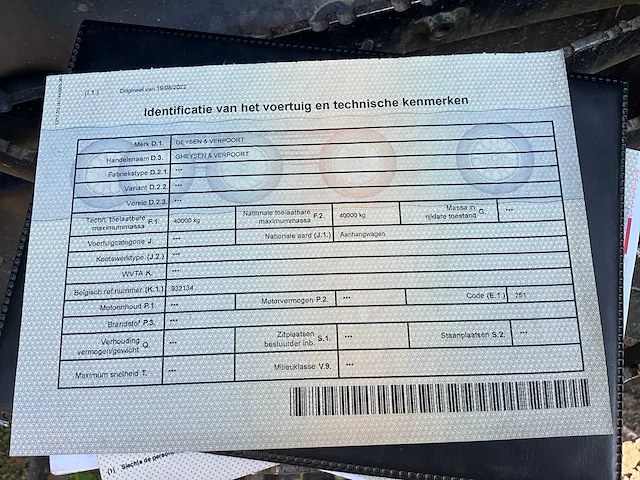 (I.1.) Origineel van 19/08/2022
Identificatie van het voertuig en technische kenmerken
Merk D.1. GEYSEN & VERPOORT
Handelsnaam D.3. GHEYSEN & VERPOORT
Fabriekstype D.2.1. ***
Variant D.2.2. ***
Versie D.2.3. ***
Techn. toelaatbare maximummassa F.1. 40000 kg Nationale toelaatbare maximummassa F.2. 40000 kg Massa in rijklare toestand G. ***
Voertuigcategorie J. *** Nationale aard (J.1.) Aanhangwagen
Koetswerktype (J.2.) ***
WVTA K. ***
Belgisch ref.nummer (K.1.) 932134
Motorinhoud P.1. *** Motorvermogen P.2. *** Code (E.1.) 251
Brandstof P.3. ***
Verhouding vermogen/gewicht Q. *** Zitplaatsen bestuurder inb. S.1. *** Staanplaatsen S.2. ***
Maximum snelheid T. *** Milieuklasse V.9. ***
(1) Slechts de perso